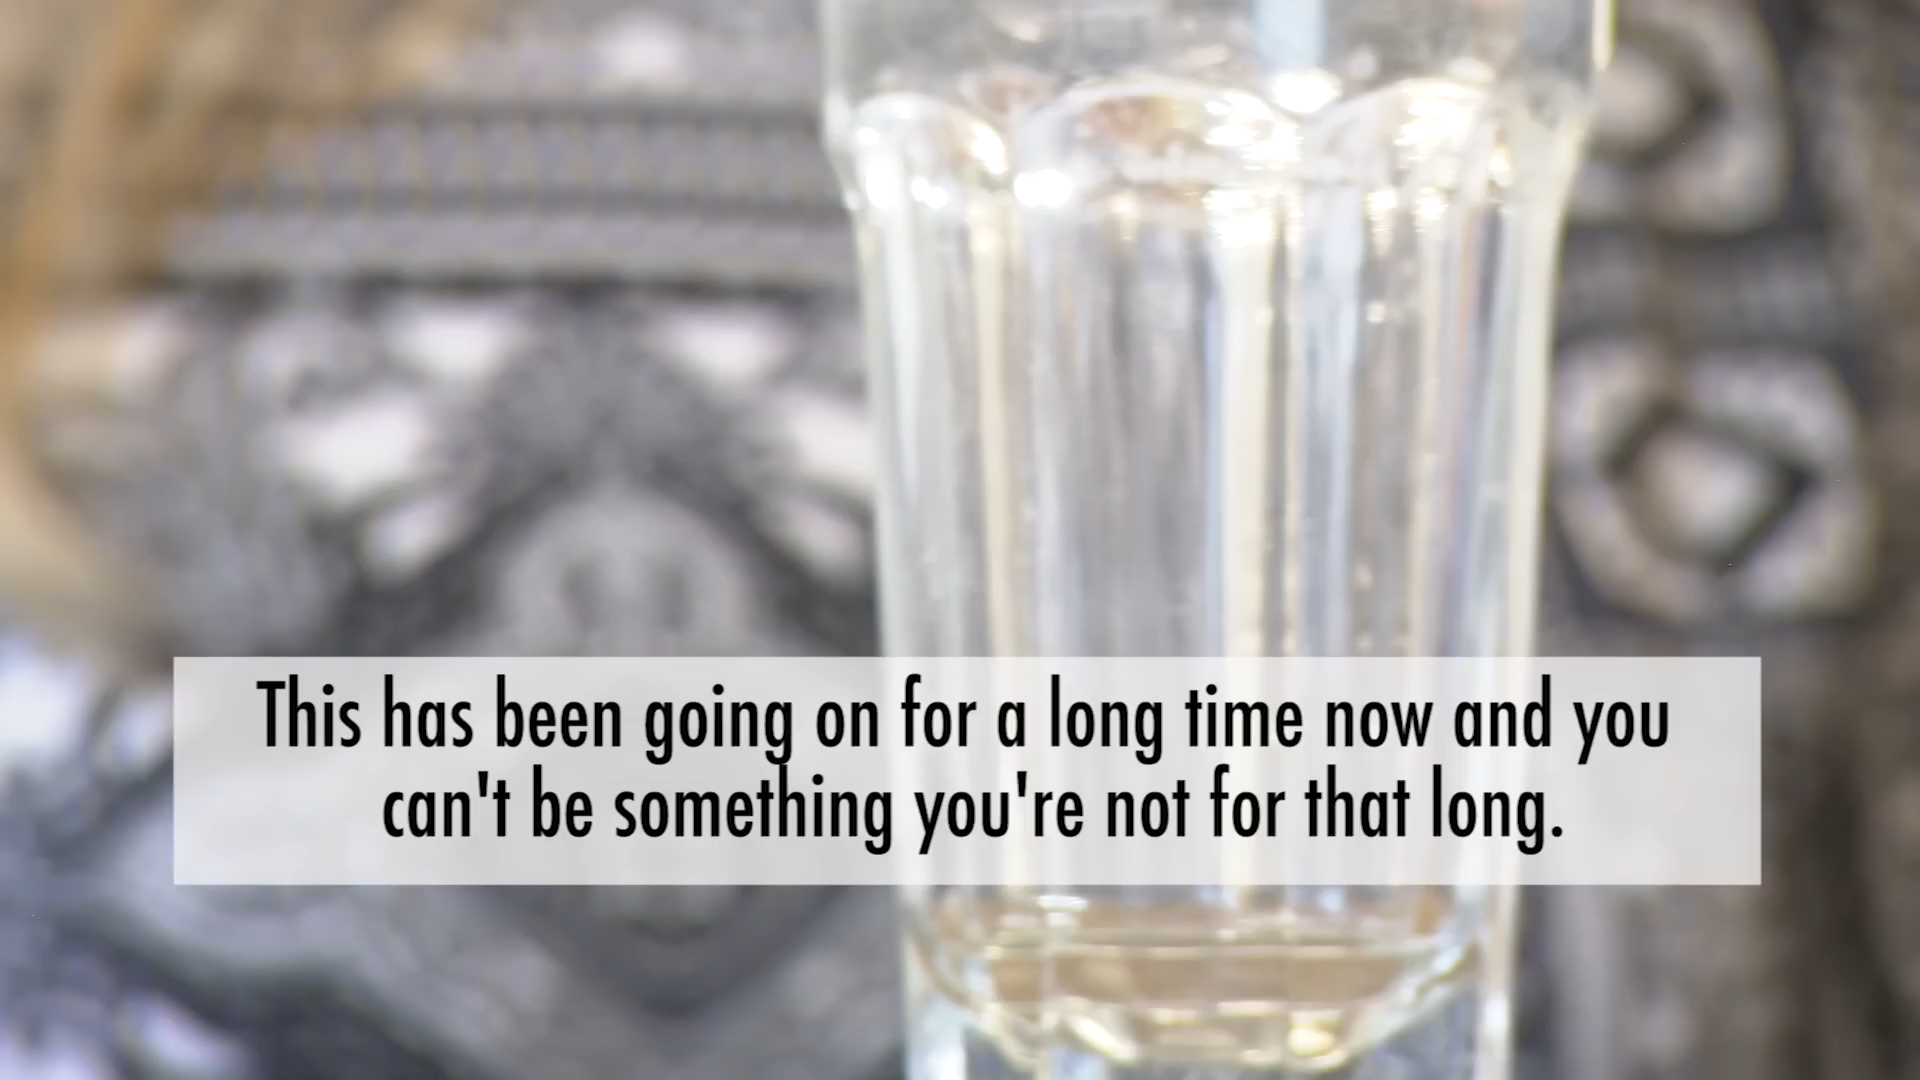 This has been going on for a long time now and you
can't be something you're not for that long.